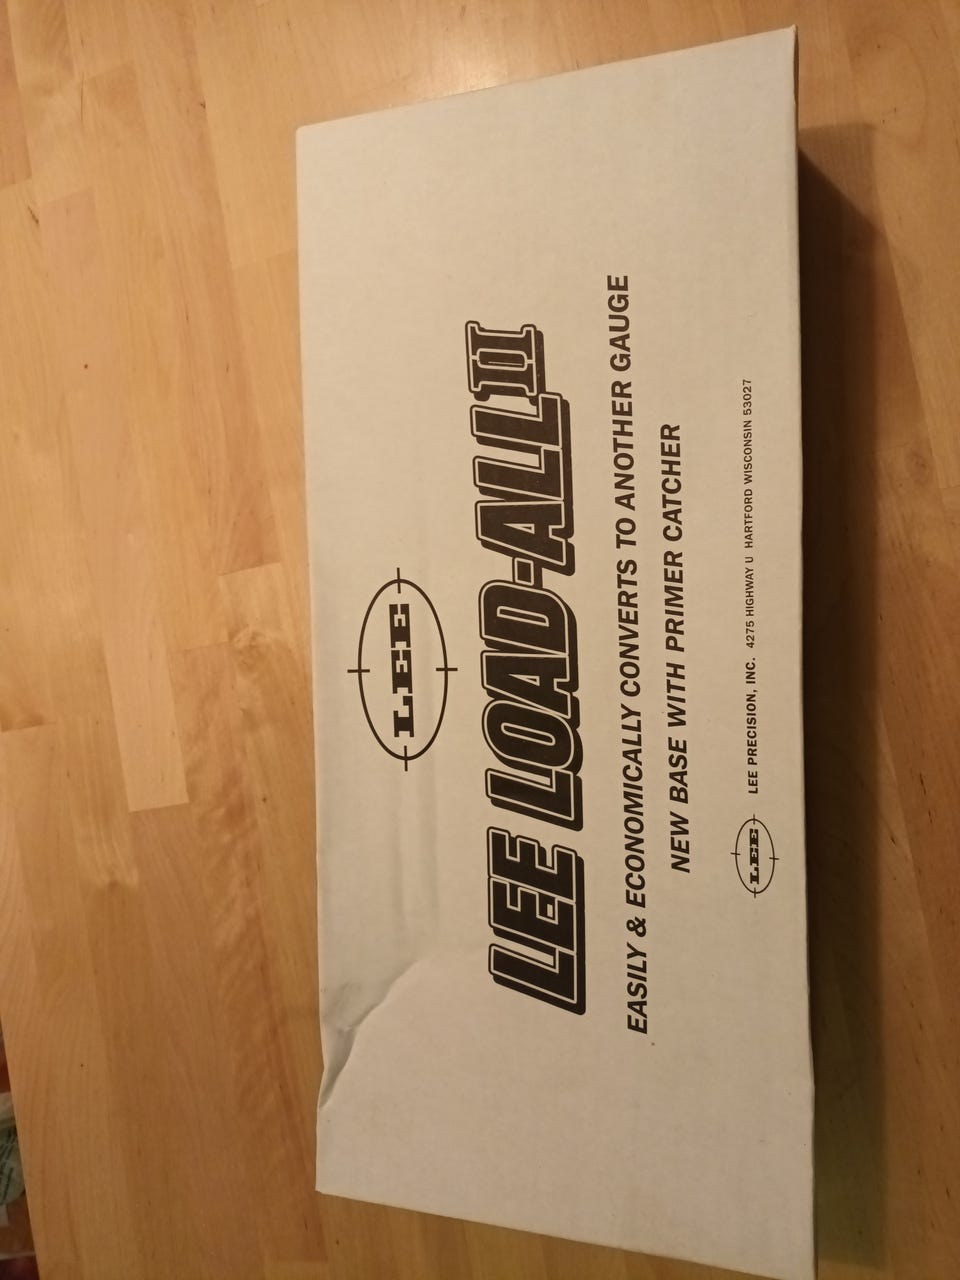 LEE
LEE LOAD-ALL II
EASILY & ECONOMICALLY CONVERTS TO ANOTHER GAUGE
NEW BASE WITH PRIMER CATCHER
LEE LEE PRECISION, INC. 4275 HIGHWAY U HARTFORD WISCONSIN 53027